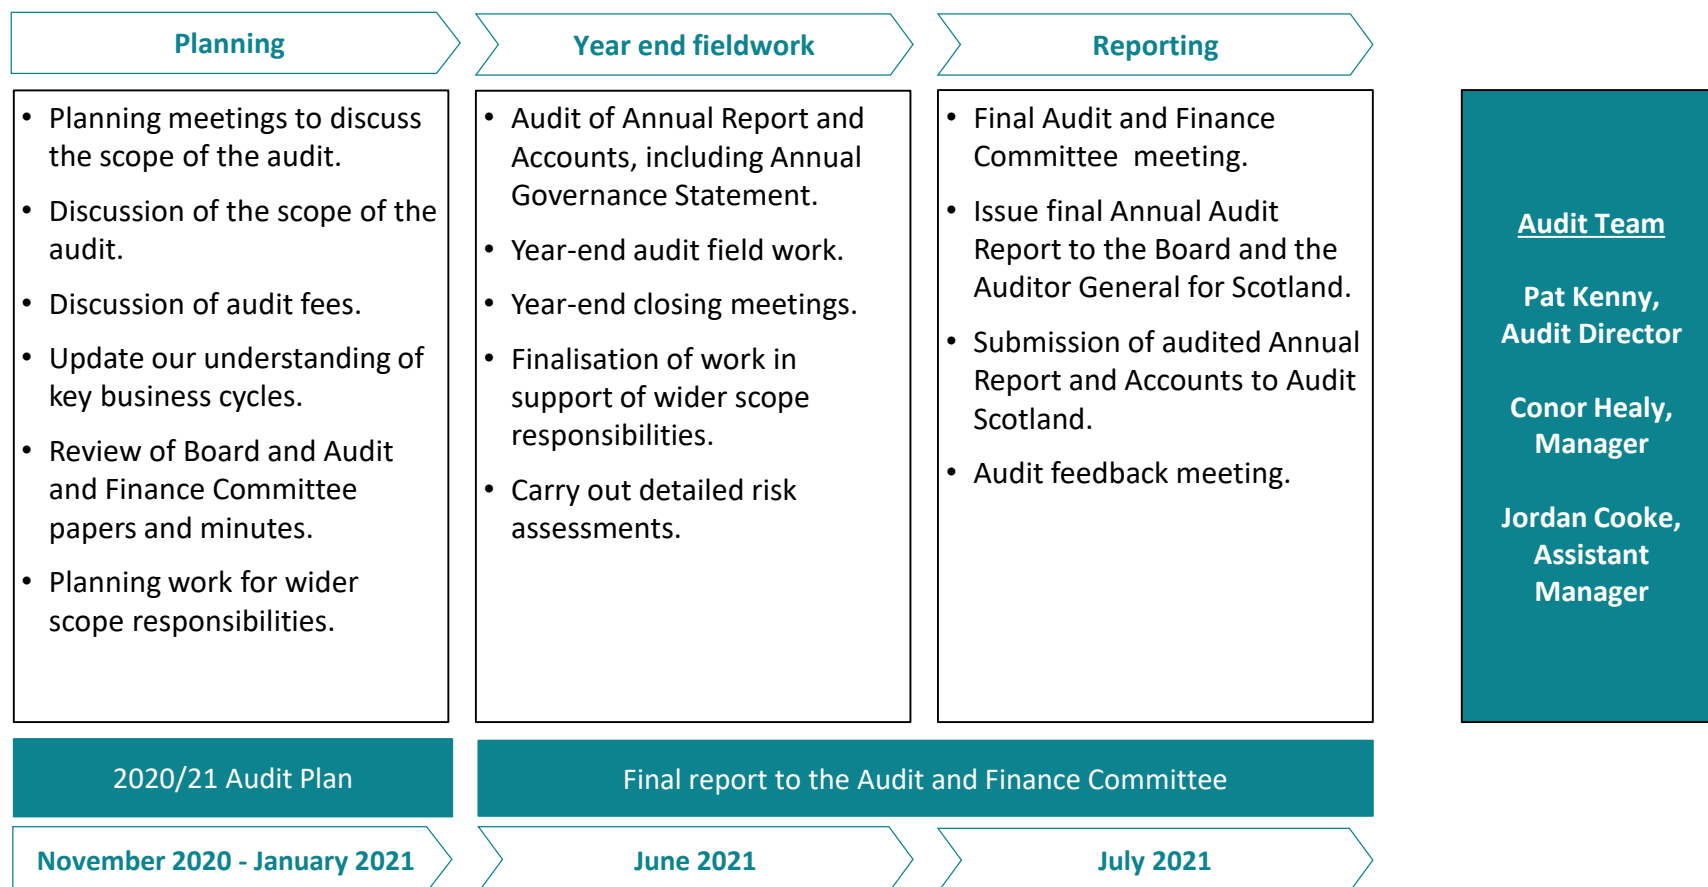 Planning
Year end fieldwork
Reporting
• Planning meetings to discuss
the scope of the audit.
• Discussion of the scope of the
audit.
• Discussion of audit fees.
• Update our understanding of
key business cycles.
• Review of Board and Audit
and Finance Committee
papers and minutes.
• Planning work for wider
scope responsibilities.
• Audit of Annual Report and
Accounts, including Annual
Governance Statement.
• Year-end audit field work.
• Year-end closing meetings.
• Finalisation of work in
support of wider scope
responsibilities.
• Carry out detailed risk
assessments.
• Final Audit and Finance
Committee meeting.
• Issue final Annual Audit
Report to the Board and the
Auditor General for Scotland.
• Submission of audited Annual
Report and Accounts to Audit
Scotland.
• Audit feedback meeting.
Audit Team
Pat Kenny,
Audit Director
Conor Healy,
Manager
Jordan Cooke,
Assistant
Manager
2020/21 Audit Plan
Final report to the Audit and Finance Committee
November 2020 - January 2021
June 2021
July 2021